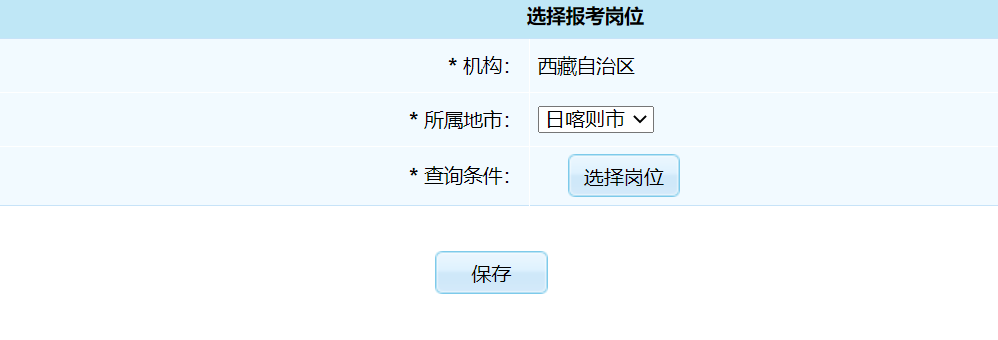 选择报考岗位
* 机构： 西藏自治区
* 所属地市： 日喀则市
* 查询条件： 选择岗位
保存